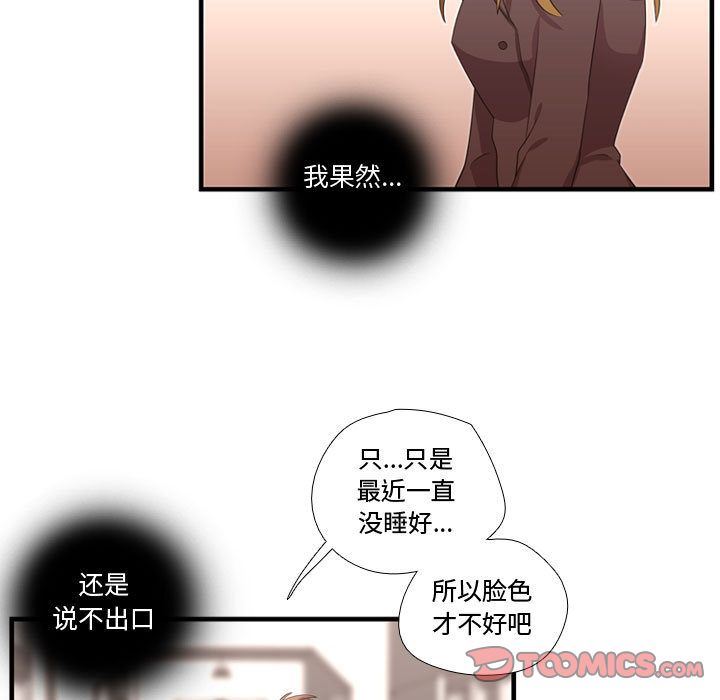 我果然...
只...只是
最近一直
没睡好...
还是
说不出口
所以脸色
才不好吧
TOOMICS.COM